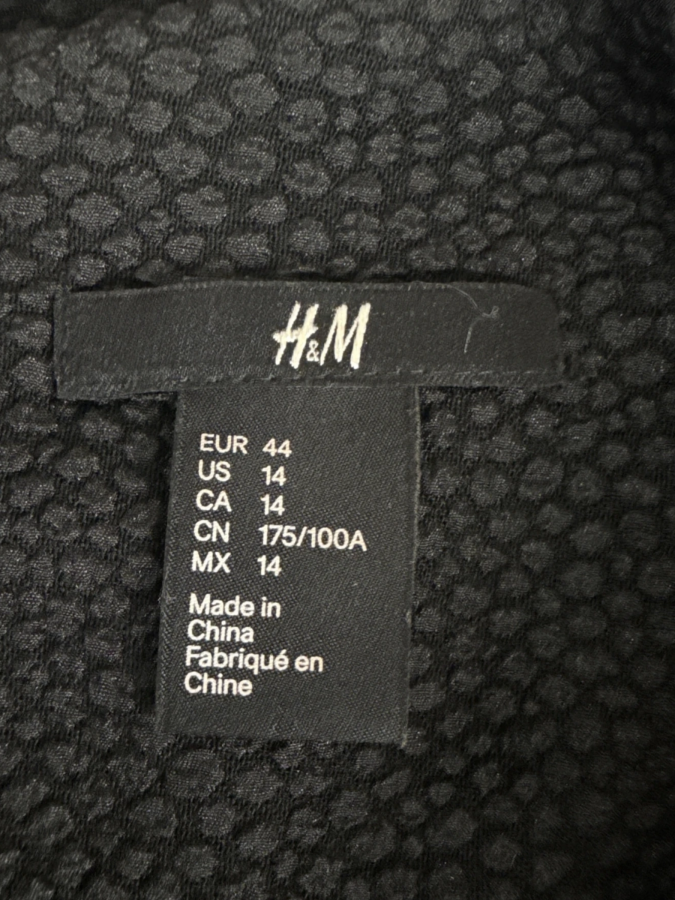 H&M
EUR 44
US 14
CA 14
CN 175/100A
MX 14
Made in
China
Fabriqué en
Chine